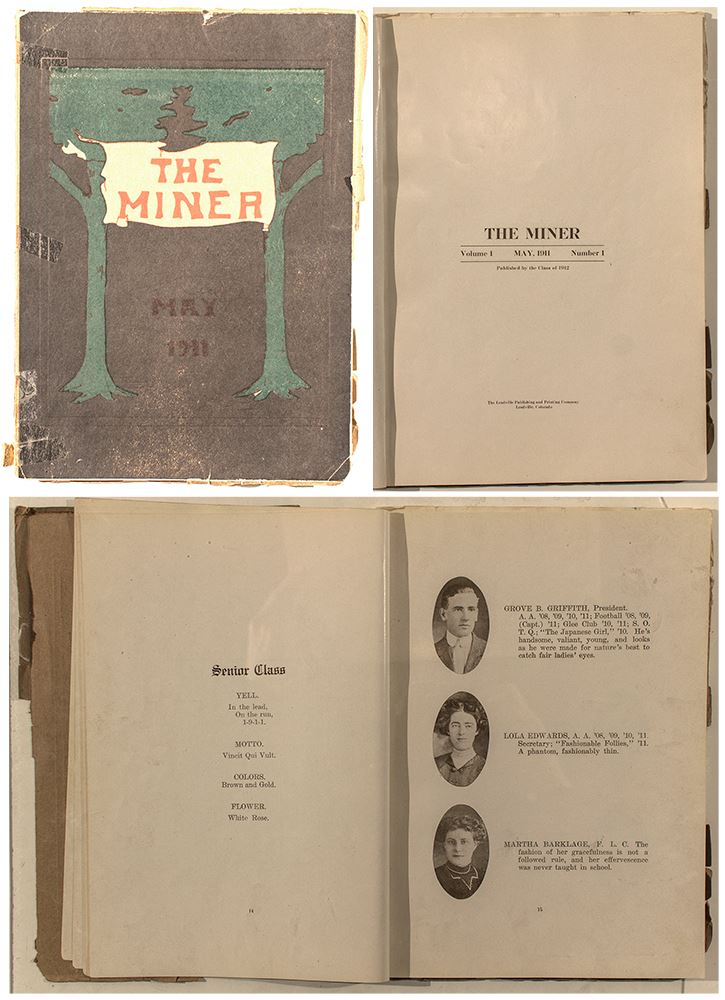 THE
MINER
MAY
1911
THE MINER
Volume 1 MAY, 1911 Number 1
Published by the Class of 1912
The Leadville Publishing and Printing Company
Leadville, Colorado
Senior Class
YELL.
In the lead,
On the run,
1-9-1-1.
MOTTO.
Vincit Qui Vult.
COLORS.
Brown and Gold.
FLOWER.
White Rose.
14
GROVE B. GRIFFITH, President.
A. A. '08, '09, '10, '11; Football '08, '09,
(Capt.) '11; Glee Club '10, '11; S. O.
T. Q.; "The Japanese Girl," '10. He's
handsome, valiant, young, and looks
as he were made for nature's best to
catch fair ladies' eyes.
LOLA EDWARDS, A. A. '08, '09, '10, '11.
Secretary; "Fashionable Follies," '11.
A phantom, fashionably thin.
MARTHA BARKLAGE, F. L. C. The
fashion of her gracefulness is not a
followed rule, and her effervescence
was never taught in school.
15